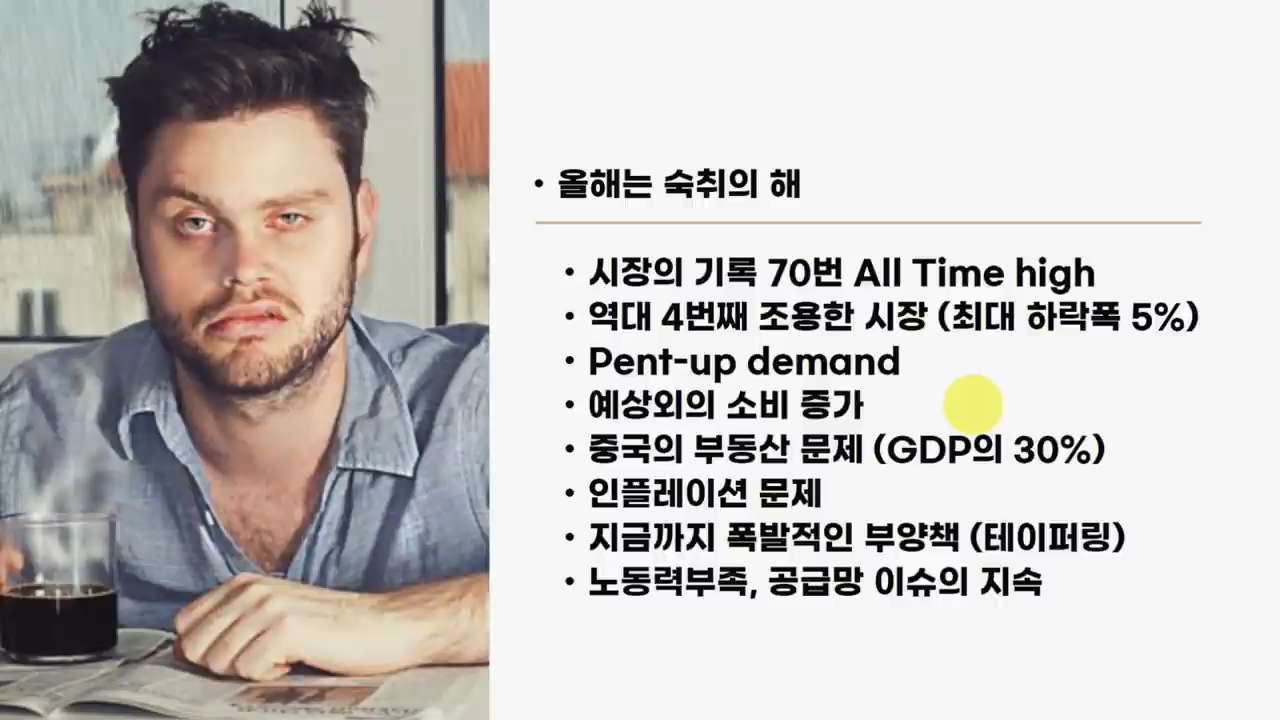 • 올해는 숙취의 해
• 시장의 기록 70번 All Time high
• 역대 4번째 조용한 시장 (최대 하락폭 5%)
• Pent-up demand
• 예상외의 소비 증가
• 중국의 부동산 문제 (GDP의 30%)
• 인플레이션 문제
• 지금까지 폭발적인 부양책 (테이퍼링)
• 노동력부족, 공급망 이슈의 지속